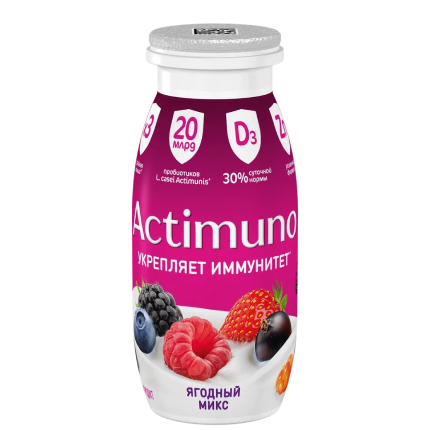 20
МЛРД
D3
пробиотиков
L. casei Actimunis*
30% суточной
нормы
Actimuno
УКРЕПЛЯЕТ ИММУНИТЕТ*
ЯГОДНЫЙ
МИКС